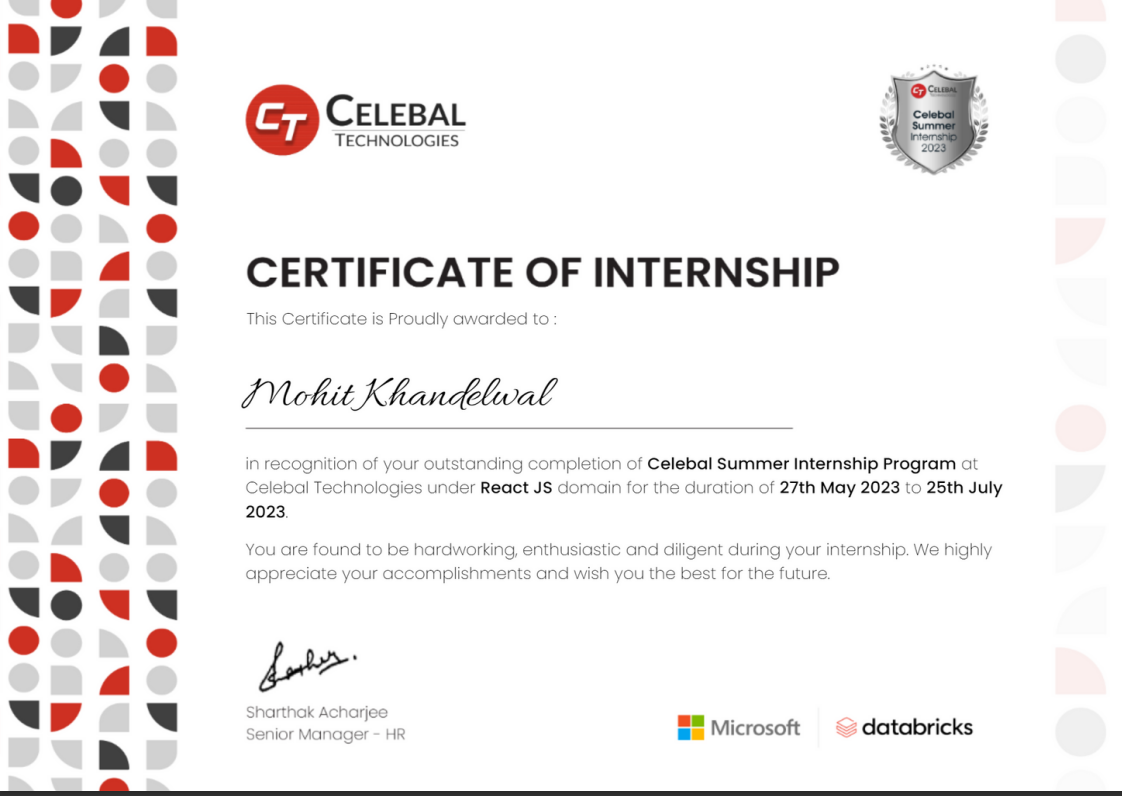 CT CELEBAL
TECHNOLOGIES
CT CELEBAL
Celebal
Summer
Internship
2023
CERTIFICATE OF INTERNSHIP
This Certificate is Proudly awarded to :
Mohit Khandelwal
in recognition of your outstanding completion of Celebal Summer Internship Program at
Celebal Technologies under React JS domain for the duration of 27th May 2023 to 25th July
2023.
You are found to be hardworking, enthusiastic and diligent during your internship. We highly
appreciate your accomplishments and wish you the best for the future.
Sharthak Acharjee
Senior Manager - HR
Microsoft
databricks